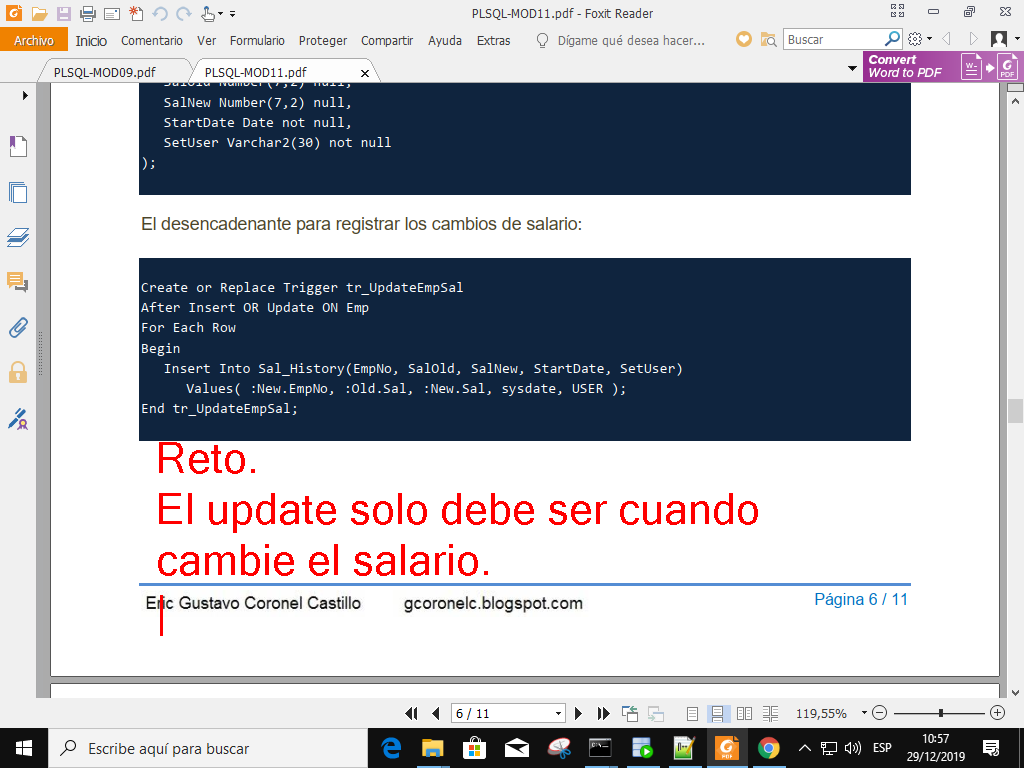 PLSQL-MOD11.pdf - Foxit Reader
Archivo Inicio Comentario Ver Formulario Proteger Compartir Ayuda Extras Dígame qué desea hacer... Buscar
PLSQL-MOD09.pdf PLSQL-MOD11.pdf x
Convert
Word to PDF
SalOld Number(7,2) null,
SalNew Number(7,2) null,
StartDate Date not null,
SetUser Varchar2(30) not null
);
El desencadenante para registrar los cambios de salario:
Create or Replace Trigger tr_UpdateEmpSal
After Insert OR Update ON Emp
For Each Row
Begin
Insert Into Sal_History(EmpNo, SalOld, SalNew, StartDate, SetUser)
Values( :New.EmpNo, :Old.Sal, :New.Sal, sysdate, USER );
End tr_UpdateEmpSal;
Reto.
El update solo debe ser cuando
cambie el salario.
Eric Gustavo Coronel Castillo gcoronelc.blogspot.com Página 6 / 11
6 / 11 119,55%
Escribe aquí para buscar ESP 10:57
29/12/2019